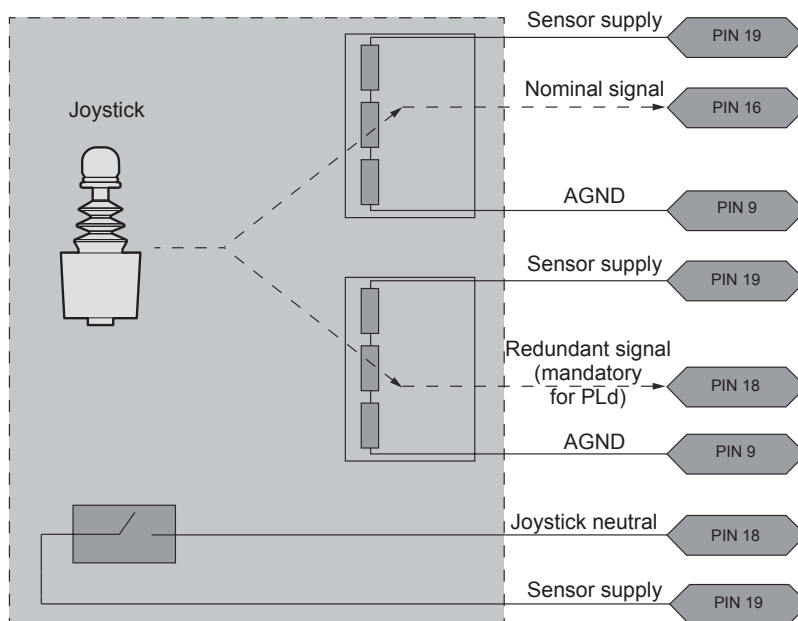 Sensor supply
PIN 19
Nominal signal
PIN 16
Joystick
AGND
PIN 9
Sensor supply
PIN 19
Redundant signal
(mandatory
for PLd)
PIN 18
AGND
PIN 9
Joystick neutral
PIN 18
Sensor supply
PIN 19